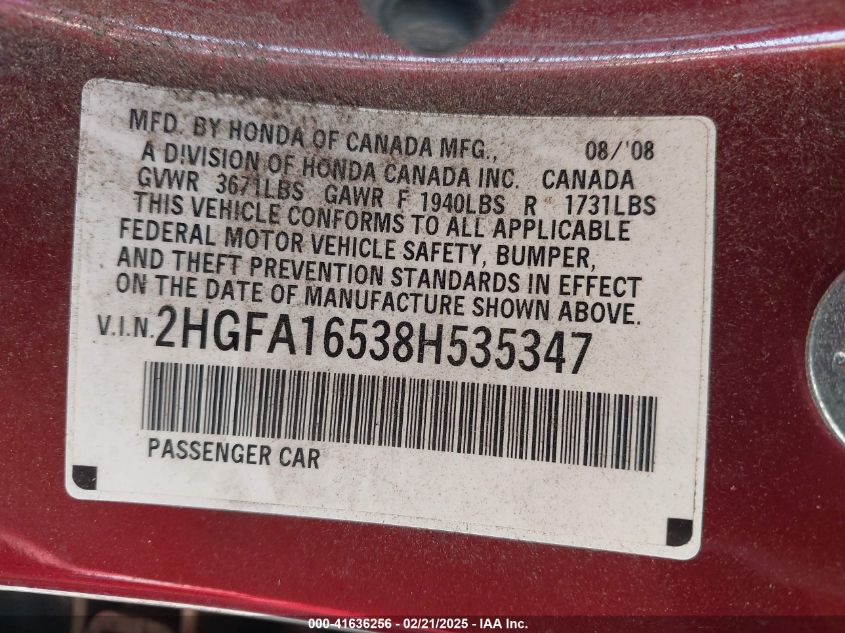 MFD. BY HONDA OF CANADA MFG., 08/'08
A DIVISION OF HONDA CANADA INC. CANADA
GVWR 3671LBS GAWR F 1940LBS R 1731LBS
THIS VEHICLE CONFORMS TO ALL APPLICABLE
FEDERAL MOTOR VEHICLE SAFETY, BUMPER,
AND THEFT PREVENTION STANDARDS IN EFFECT
ON THE DATE OF MANUFACTURE SHOWN ABOVE.
V.I.N. 2HGFA16538H535347
PASSENGER CAR
000-41636256 - 02/21/2025 - IAA Inc.